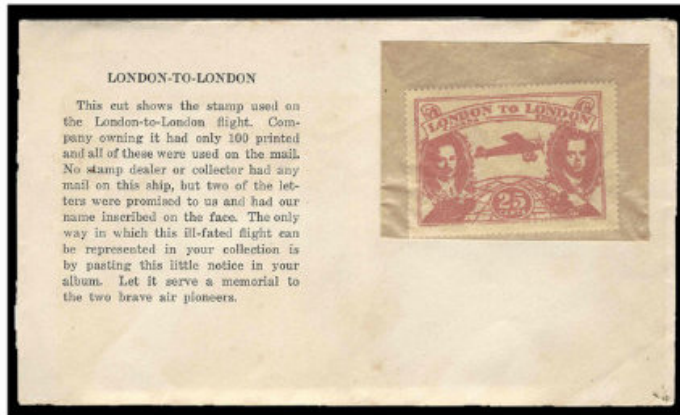 LONDON-TO-LONDON
This cut shows the stamp used on
the London-to-London flight. Com-
pany owning it had only 100 printed
and all of these were used on the mail.
No stamp dealer or collector had any
mail on this ship, but two of the let-
ters were promised to us and had our
name inscribed on the face. The only
way in which this ill-fated flight can
be represented in your collection is
by pasting this little notice in your
album. Let it serve a memorial to
the two brave air pioneers.
LONDON TO LONDON
25
CENTS